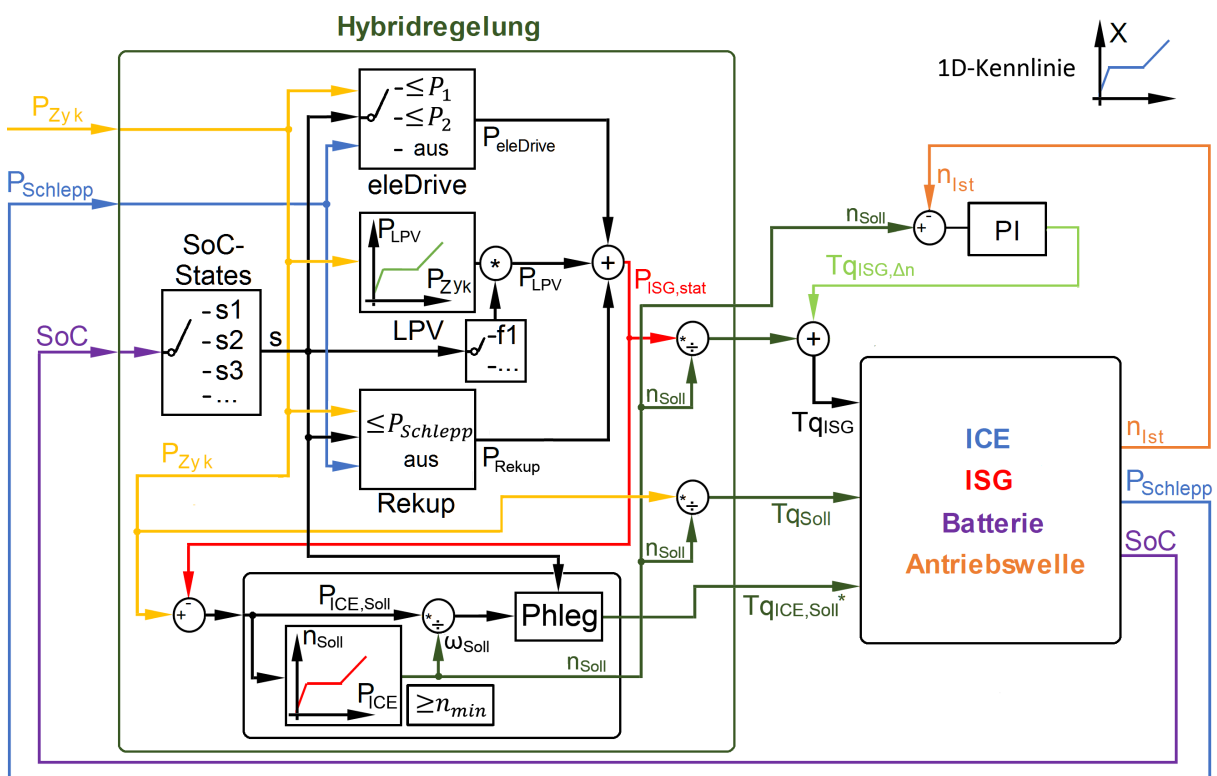 Hybridregelung
X
1D-Kennlinie
P_Zyk
- ≤ P_1
- ≤ P_2
- aus
P_eleDrive
eleDrive
P_Schlepp
n_Ist
n_Soll
PI
+
-
SoC-
States
P_LPV
P_Zyk
*
P_LPV
+
P_ISG,stat
Tq_ISG,Δn
LPV
-s1
-s2
-s3
-...
SoC
s
-f1
-...
*÷
+
n_Soll
≤ P_Schlepp
aus
P_Rekup
Rekup
Tq_ISG
P_Zyk
ICE
ISG
Batterie
Antriebswelle
n_Ist
P_Schlepp
SoC
*÷
Tq_Soll
n_Soll
-
+
P_ICE,Soll
*÷
Phleg
Tq_ICE,Soll*
n_Soll
ω_Soll
n_Soll
P_ICE
≥n_min